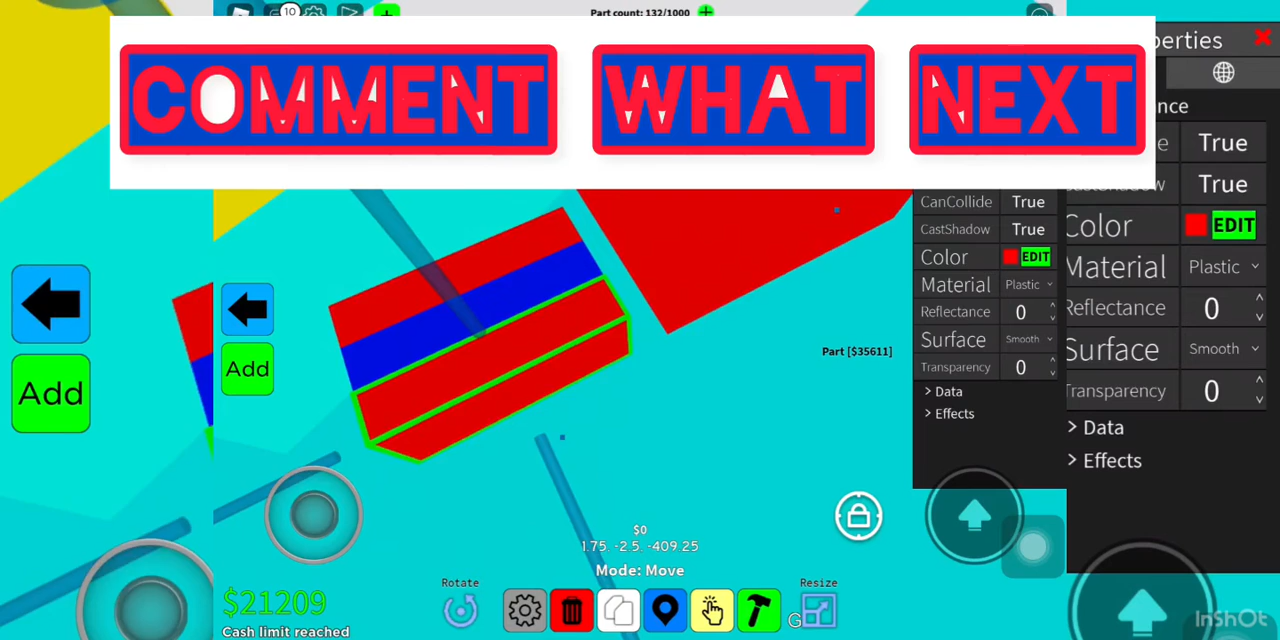 10
Part count: 132/1000
COMMENT WHAT NEXT
perties
nce
e True
CastShadow True
Color EDIT
Material Plastic
Reflectance 0
Surface Smooth
Transparency 0
> Data
> Effects
CanCollide True
CastShadow True
Color EDIT
Material Plastic
Reflectance 0
Surface Smooth
Transparency 0
> Data
> Effects
Add
Add
Part [$35611]
$0
1.75, -2.5, -409.25
Mode: Move
Rotate
Resize
G
$21209
Cash limit reached
InShOt